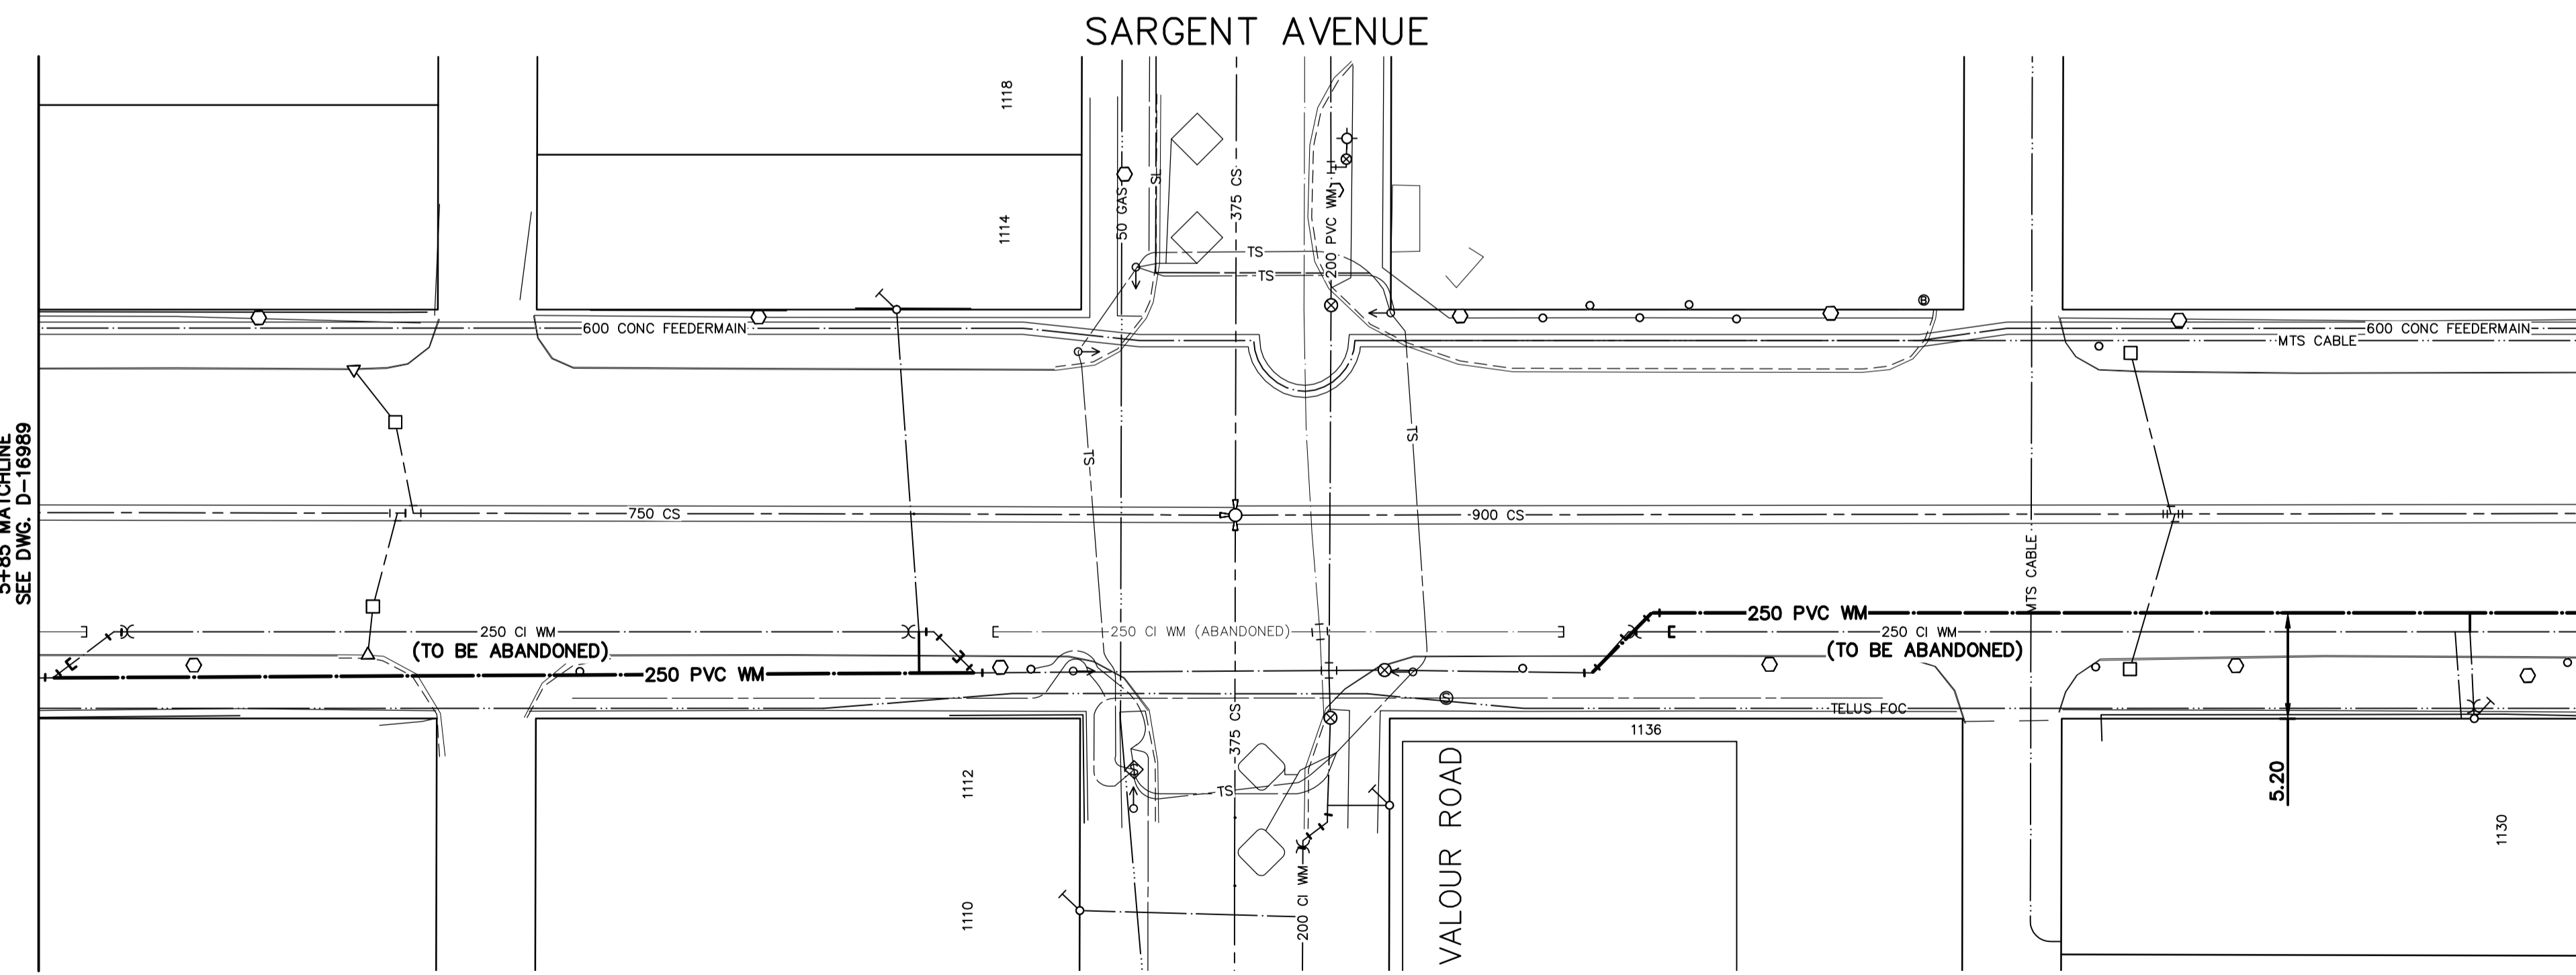 SARGENT AVENUE
1118
1114
50 GAS
SL
375 CS
200 PVC WM
TS
TS
B
600 CONC FEEDERMAIN
600 CONC FEEDERMAIN
MTS CABLE
TS
TS
5+85 MATCHLINE
SEE DWG. D-16989
750 CS
900 CS
MTS CABLE
250 PVC WM
250 CI WM
(TO BE ABANDONED)
250 CI WM (ABANDONED)
250 CI WM
(TO BE ABANDONED)
250 PVC WM
S
TELUS FOC
375 CS
1136
1112
TS
5.20
VALOUR ROAD
1130
1110
200 CI WM